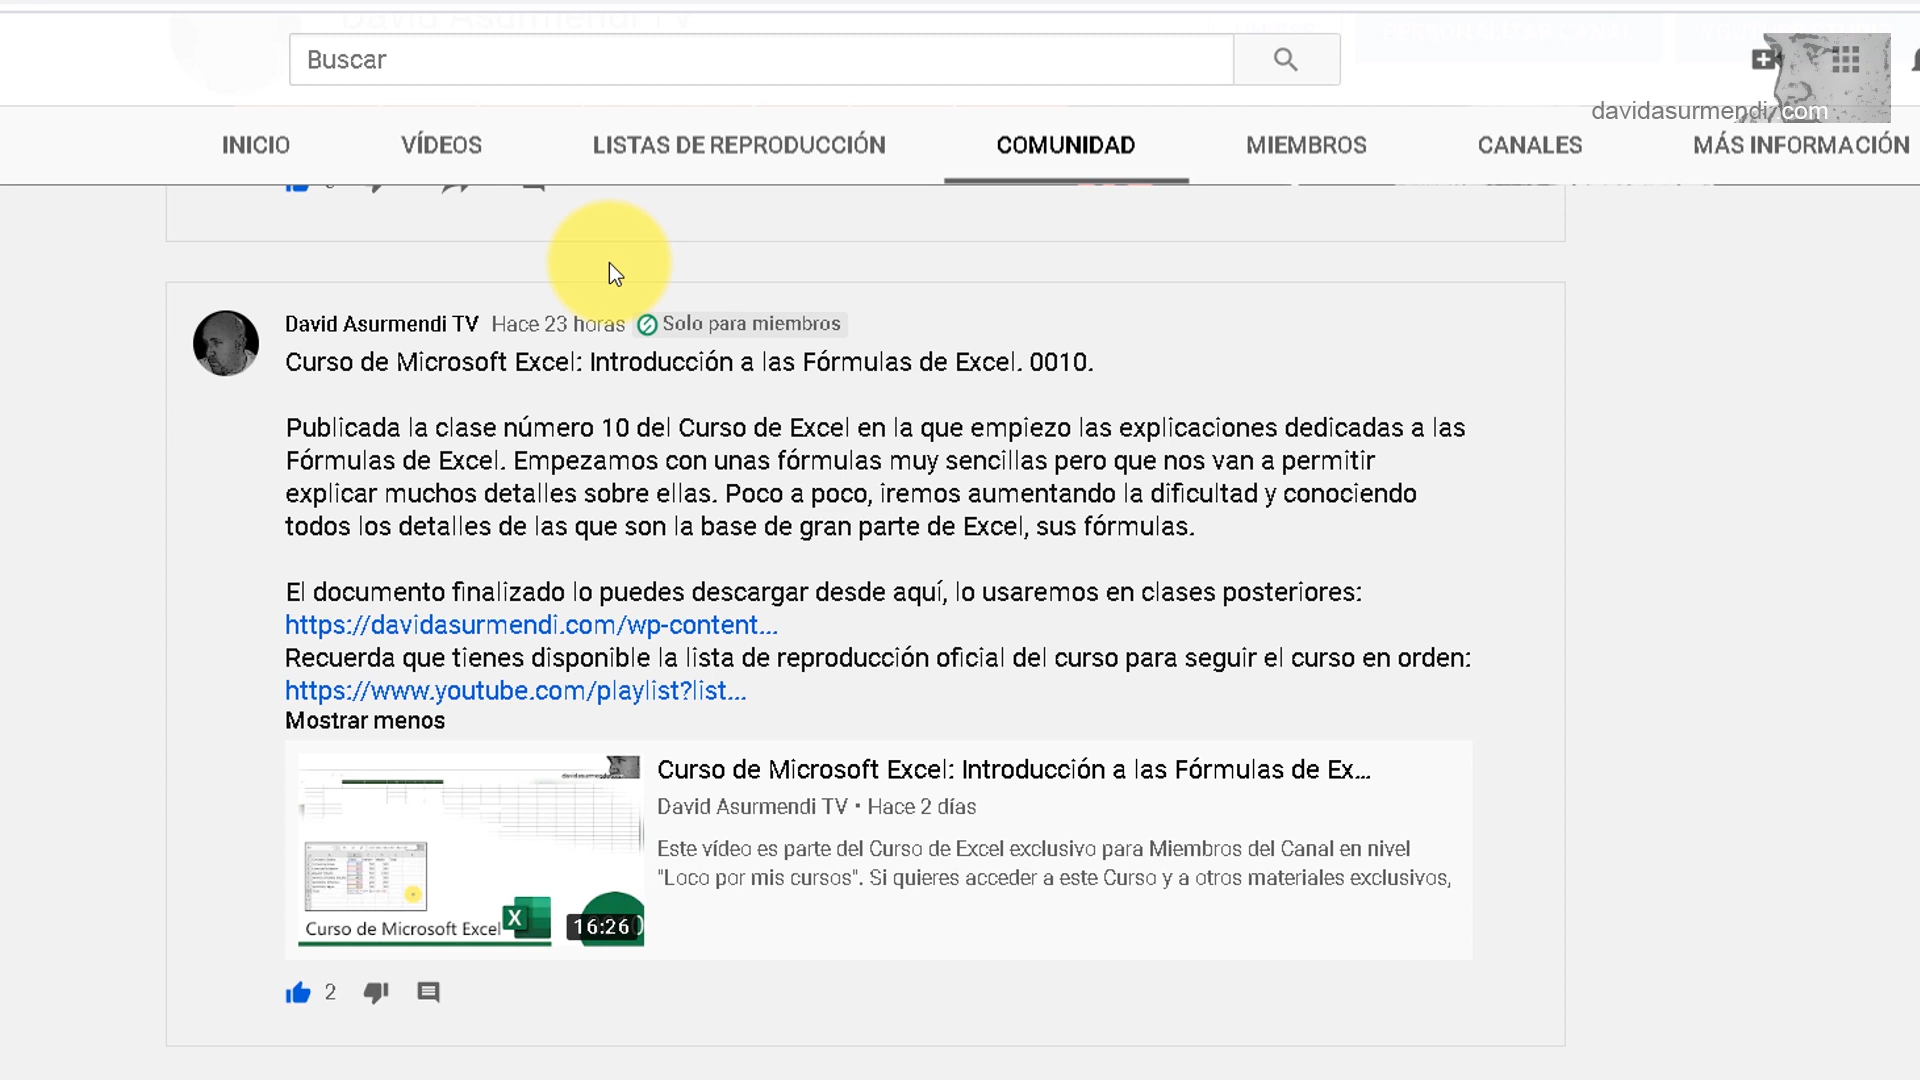 David Asurmendi TV
Buscar
davidasurmendi.com
INICIO VÍDEOS LISTAS DE REPRODUCCIÓN COMUNIDAD MIEMBROS CANALES MÁS INFORMACIÓN
David Asurmendi TV Hace 23 horas Solo para miembros
Curso de Microsoft Excel: Introducción a las Fórmulas de Excel. 0010.
Publicada la clase número 10 del Curso de Excel en la que empiezo las explicaciones dedicadas a las
Fórmulas de Excel. Empezamos con unas fórmulas muy sencillas pero que nos van a permitir
explicar muchos detalles sobre ellas. Poco a poco, iremos aumentando la dificultad y conociendo
todos los detalles de las que son la base de gran parte de Excel, sus fórmulas.
El documento finalizado lo puedes descargar desde aquí, lo usaremos en clases posteriores:
https://davidasurmendi.com/wp-content...
Recuerda que tienes disponible la lista de reproducción oficial del curso para seguir el curso en orden:
https://www.youtube.com/playlist?list...
Mostrar menos
Curso de Microsoft Excel: Introducción a las Fórmulas de Ex...
David Asurmendi TV • Hace 2 días
Este vídeo es parte del Curso de Excel exclusivo para Miembros del Canal en nivel
"Loco por mis cursos". Si quieres acceder a este Curso y a otros materiales exclusivos,
Curso de Microsoft Excel
X
16:26
2